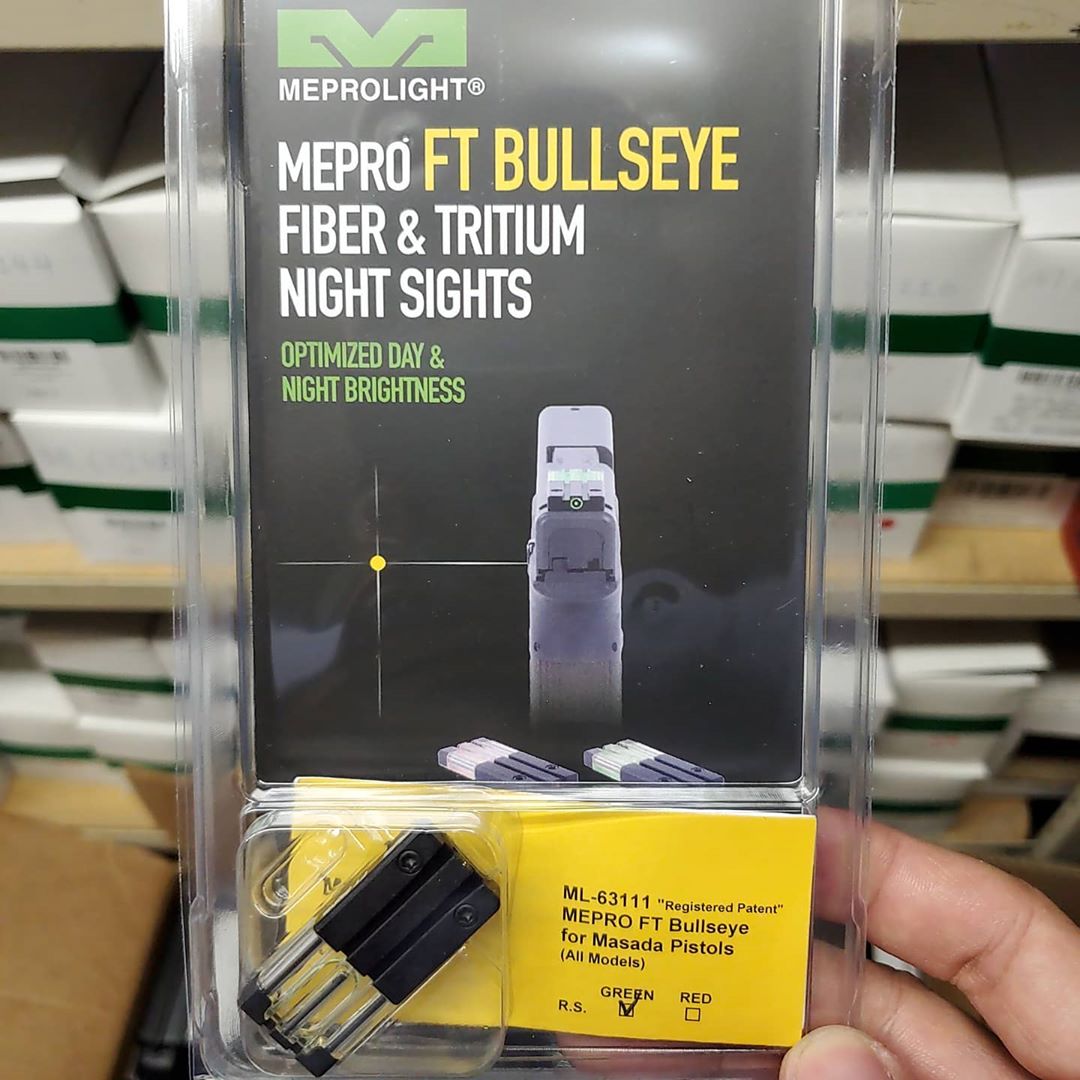 MEPROLIGHT®
MEPRO FT BULLSEYE
FIBER & TRITIUM
NIGHT SIGHTS
OPTIMIZED DAY &
NIGHT BRIGHTNESS
ML-63111 "Registered Patent"
MEPRO FT Bullseye
for Masada Pistols
(All Models)
GREEN RED
R.S.